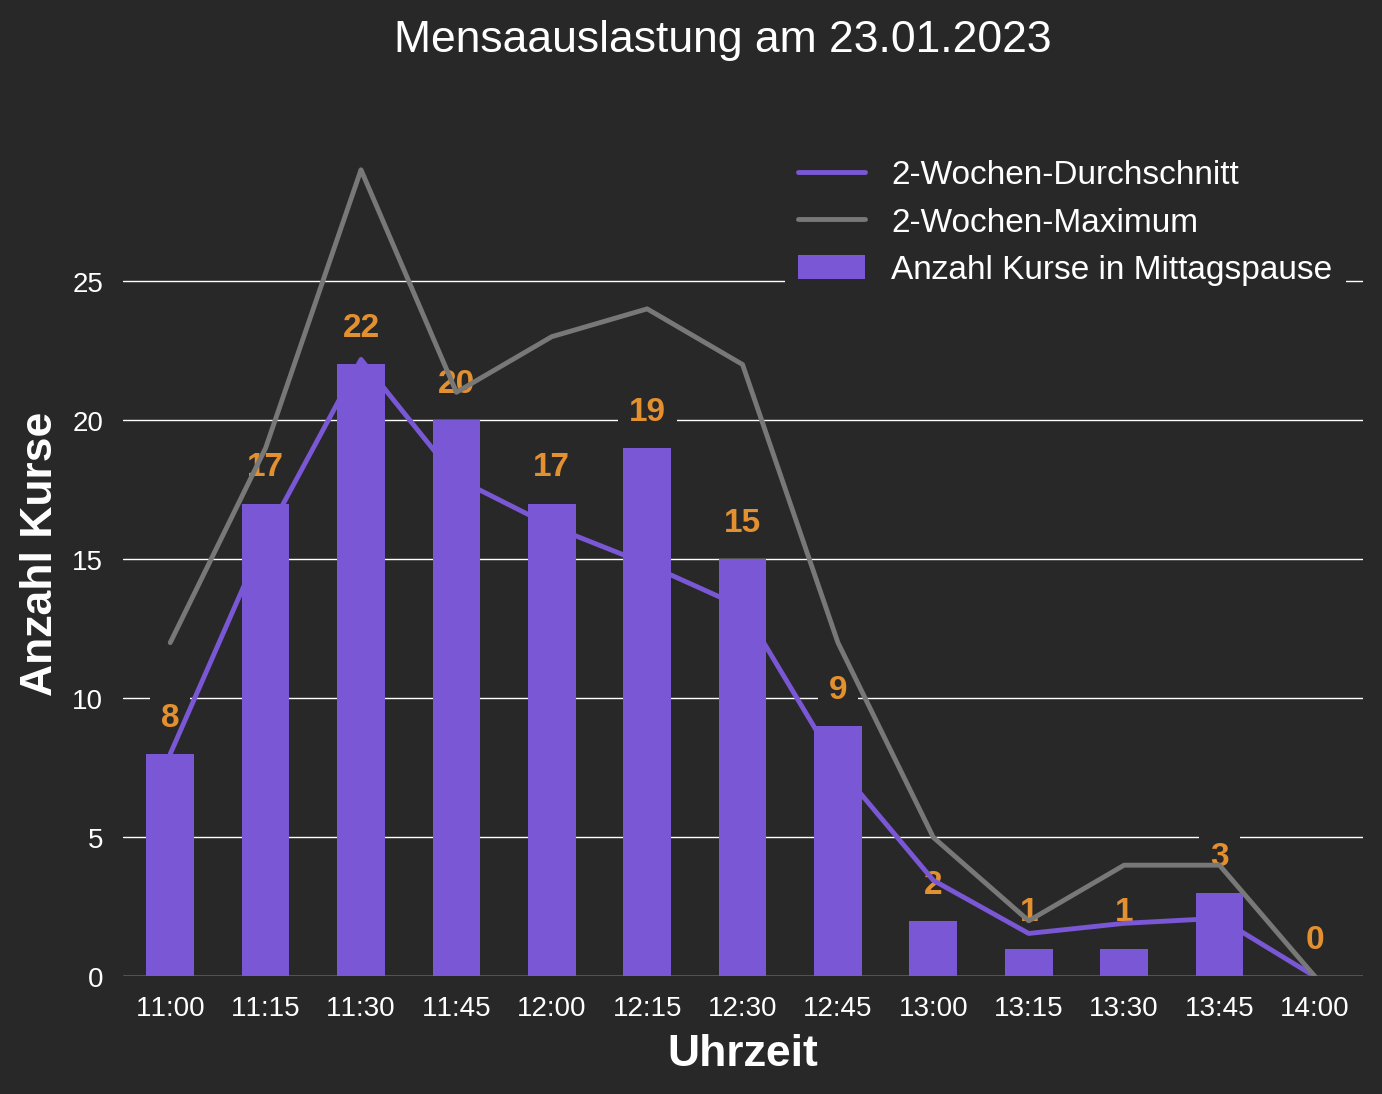 Mensaauslastung am 23.01.2023
2-Wochen-Durchschnitt
2-Wochen-Maximum
Anzahl Kurse in Mittagspause
Anzahl Kurse
25
20
15
10
5
0
8
17
22
20
17
19
15
9
2
1
1
3
0
11:00 11:15 11:30 11:45 12:00 12:15 12:30 12:45 13:00 13:15 13:30 13:45 14:00
Uhrzeit